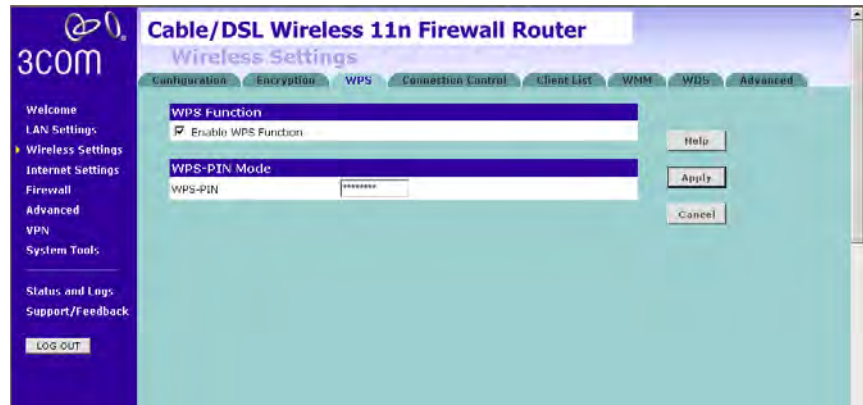 3COM
Cable/DSL Wireless 11n Firewall Router
Wireless Settings
Configuration Encryption WPS Connection Control Client List WMM WDS Advanced
Welcome
LAN Settings
Wireless Settings
Internet Settings
Firewall
Advanced
VPN
System Tools
Status and Logs
Support/Feedback
LOG OUT
WPS Function
Enable WPS Function
WPS-PIN Mode
WPS-PIN ********
Help
Apply
Cancel